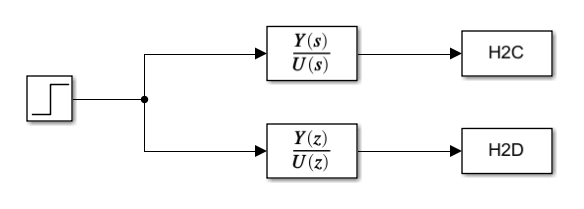 Y(s)
U(s)
H2C
Y(z)
U(z)
H2D